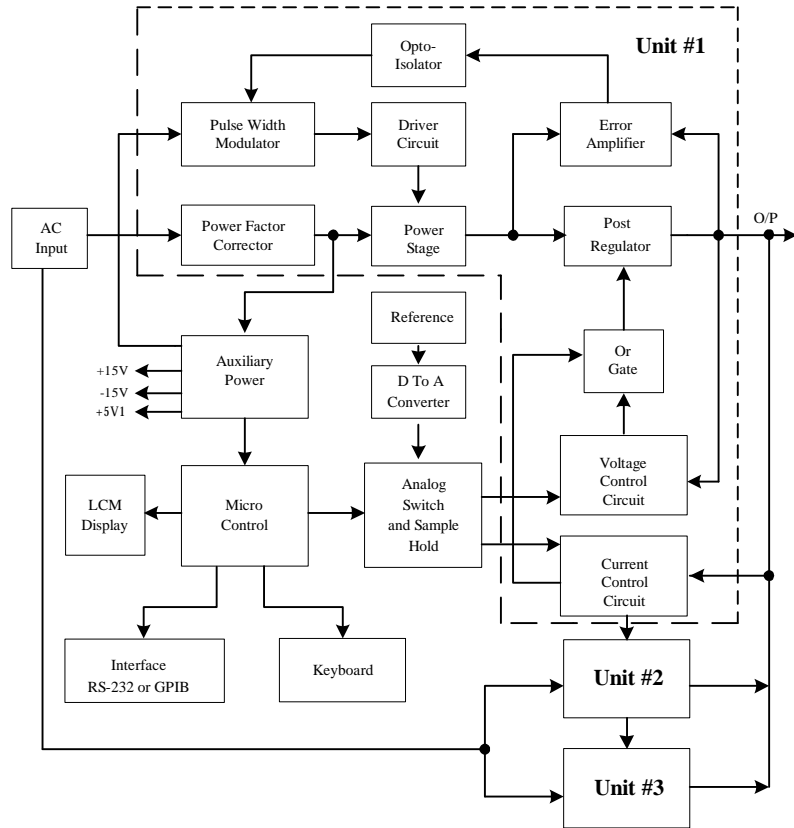 Opto-
Isolator
Unit #1
Pulse Width
Modulator
Driver
Circuit
Error
Amplifier
AC
Input
Power Factor
Corrector
Power
Stage
Post
Regulator
O/P
Reference
Auxiliary
Power
+15V
-15V
+5V1
D To A
Converter
Or
Gate
LCM
Display
Micro
Control
Analog
Switch
and Sample
Hold
Voltage
Control
Circuit
Current
Control
Circuit
Interface
RS-232 or GPIB
Keyboard
Unit #2
Unit #3